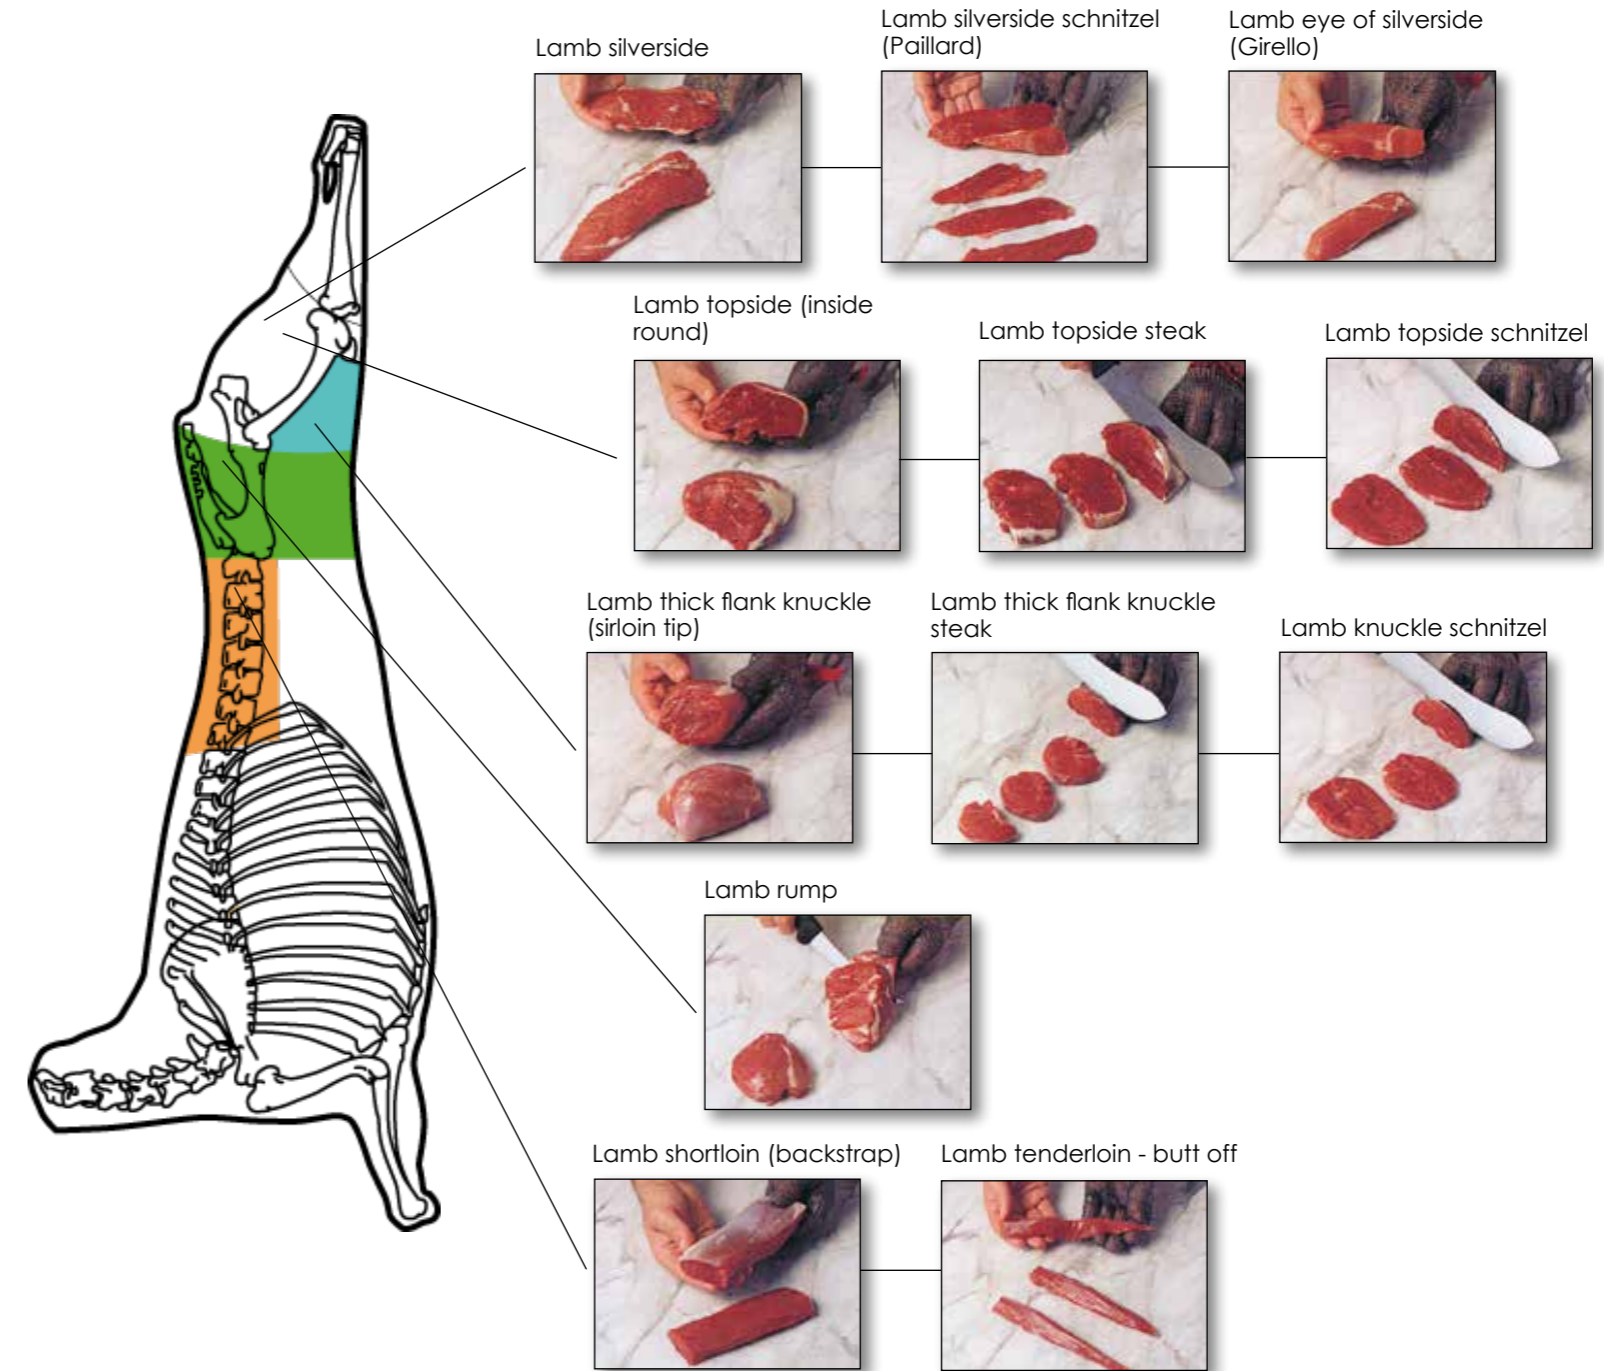 Lamb silverside
Lamb silverside schnitzel
(Paillard)
Lamb eye of silverside
(Girello)
Lamb topside (inside
round)
Lamb topside steak
Lamb topside schnitzel
Lamb thick flank knuckle
(sirloin tip)
Lamb thick flank knuckle
steak
Lamb knuckle schnitzel
Lamb rump
Lamb shortloin (backstrap)
Lamb tenderloin - butt off